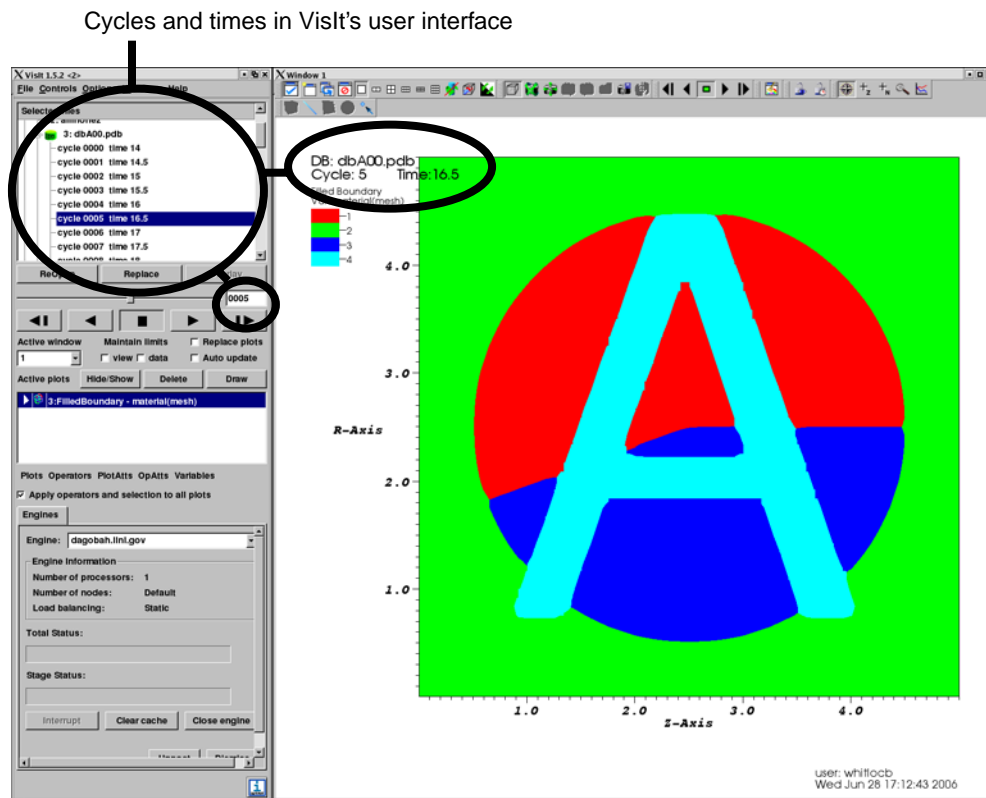 Cycles and times in VisIt's user interface
VisIt 1.5.2 <2>
Window 1
File Controls Help
3: dbA00.pdb
cycle 0000 time 14
cycle 0001 time 14.5
cycle 0002 time 15
cycle 0003 time 15.5
cycle 0004 time 16
cycle 0005 time 16.5
cycle 0006 time 17
cycle 0007 time 17.5
Replace
0005
Active window Maintain limits Replace plots
1 view data Auto update
Active plots Hide/Show Delete Draw
3:FilledBoundary - material(mesh)
Plots Operators PlotAtts OpAtts Variables
Apply operators and selection to all plots
Engines
Engine: dagobah.llnl.gov
Engine Information
Number of processors: 1
Number of nodes: Default
Load balancing: Static
Total Status:
Stage Status:
Interrupt Clear cache Close engine
DB: dbA00.pdb
Cycle: 5 Time:16.5
Filled Boundary
material(mesh)
1
2
3
4
4.0
3.0
R-Axis
2.0
1.0
1.0 2.0 3.0 4.0
Z-Axis
A
user: whitlocb
Wed Jun 28 17:12:43 2006